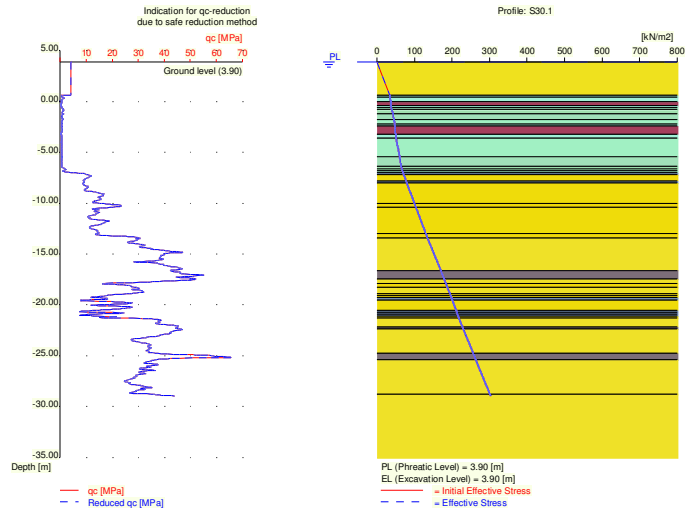 Indication for qc-reduction
due to safe reduction method
qc [MPa]
10 20 30 40 50 60 70
Ground level (3.90)
5.00
0.00
-5.00
-10.00
-15.00
-20.00
-25.00
-30.00
-35.00
Depth [m]
qc [MPa]
Reduced qc [MPa]
Profile: S30.1
[kN/m2]
PL
0 100 200 300 400 500 600 700 800
PL (Phreatic Level) = 3.90 [m]
EL (Excavation Level) = 3.90 [m]
= Initial Effective Stress
= Effective Stress